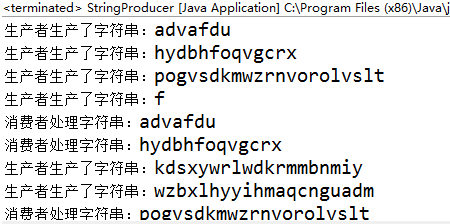 <terminated> StringProducer [Java Application] C:\Program Files (x86)\Java\j
生产者生产了字符串：advafdu
生产者生产了字符串：hydbhfoqvgcrx
生产者生产了字符串：pogvsdkmwzrnvorolvslt
生产者生产了字符串：f
消费者处理字符串：advafdu
消费者处理字符串：hydbhfoqvgcrx
生产者生产了字符串：kdsxywrlwdkrmmbnmiy
生产者生产了字符串：wzbxlhyyihmaqcnguadm
消费者处理字符串：pogvsdkmwzrnvorolvslt